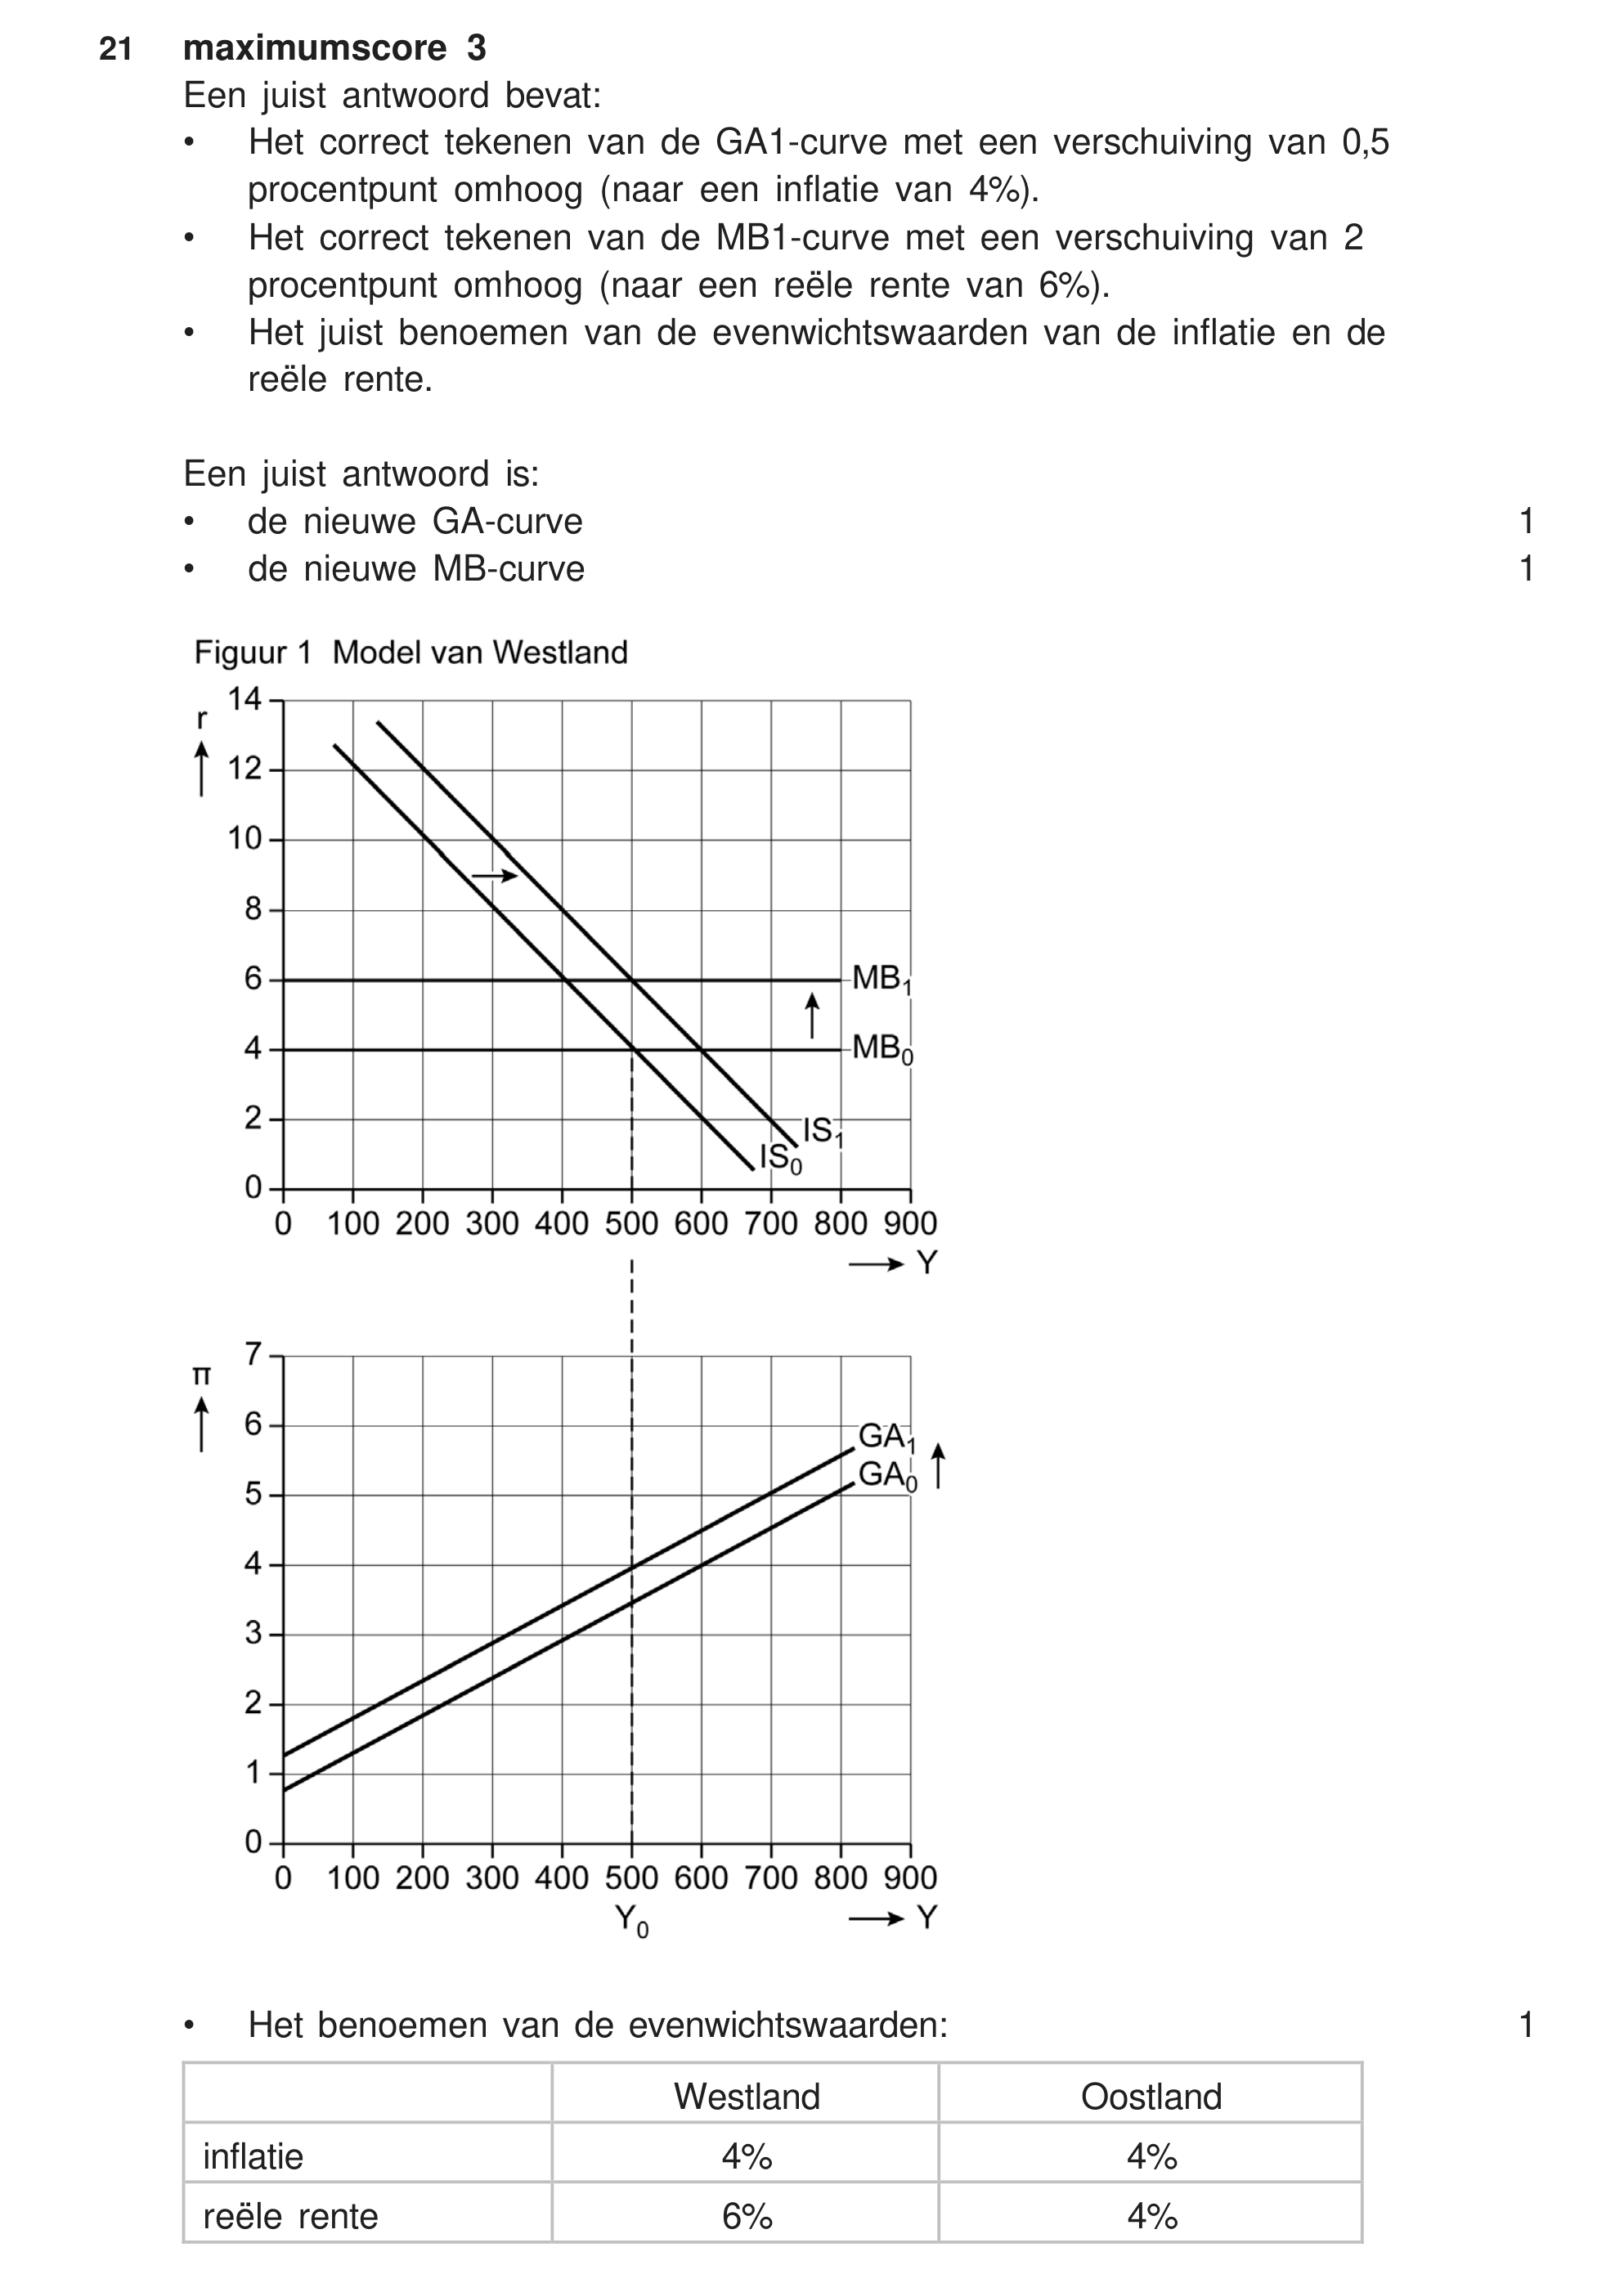 21 maximumscore 3
Een juist antwoord bevat:
• Het correct tekenen van de GA1-curve met een verschuiving van 0,5
procentpunt omhoog (naar een inflatie van 4%).
• Het correct tekenen van de MB1-curve met een verschuiving van 2
procentpunt omhoog (naar een reële rente van 6%).
• Het juist benoemen van de evenwichtswaarden van de inflatie en de
reële rente.
Een juist antwoord is:
• de nieuwe GA-curve 1
• de nieuwe MB-curve 1
Figuur 1 Model van Westland
14
r
12
10
8
6 MB1
4 MB0
2 IS1
IS0
0
0 100 200 300 400 500 600 700 800 900
Y
7
π
6
GA1
GA0
5
4
3
2
1
0
0 100 200 300 400 500 600 700 800 900
Y0 Y
• Het benoemen van de evenwichtswaarden: 1
Westland Oostland
inflatie 4% 4%
reële rente 6% 4%